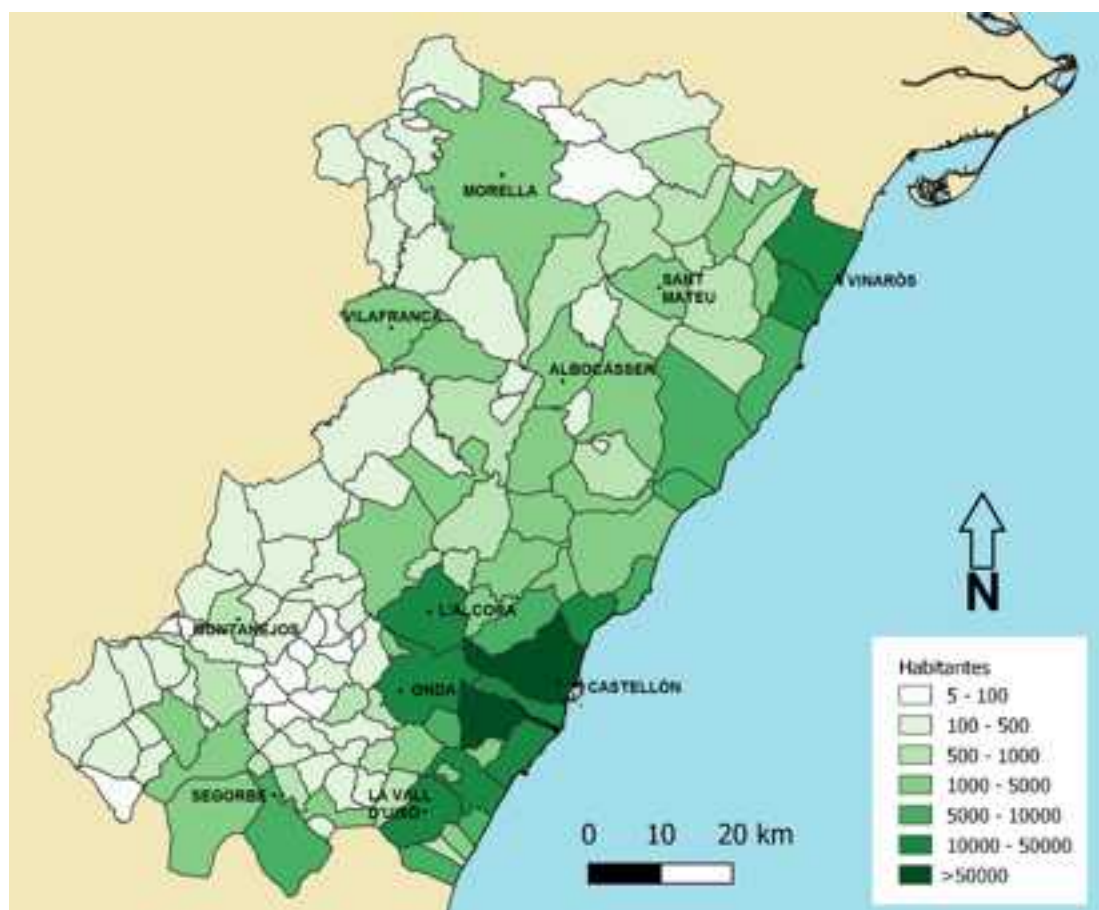 MORELLA
SANT
MATEU
VINARÒS
VILAFRANCA
ALBOCÀSSER
L'ALCORA
MONTANEJOS
ONDA
CASTELLÓN
SEGORBE
LA VALL
D'UIXÓ
N
0 10 20 km
Habitantes
5 - 100
100 - 500
500 - 1000
1000 - 5000
5000 - 10000
10000 - 50000
>50000